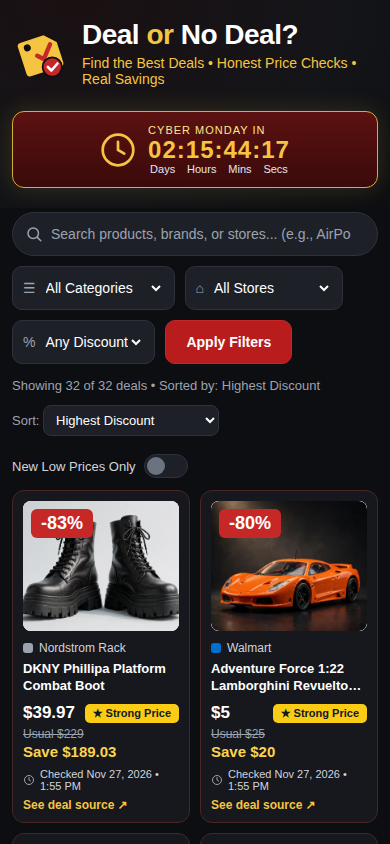 Deal or No Deal?
Find the Best Deals • Honest Price Checks •
Real Savings
CYBER MONDAY IN
02:15:44:17
Days Hours Mins Secs
Search products, brands, or stores... (e.g., AirPo
All Categories
All Stores
% Any Discount
Apply Filters
Showing 32 of 32 deals • Sorted by: Highest Discount
Sort: Highest Discount
New Low Prices Only
-83%
Nordstrom Rack
DKNY Phillipa Platform
Combat Boot
$39.97 ★ Strong Price
Usual $229
Save $189.03
Checked Nov 27, 2026 •
1:55 PM
See deal source ↗
-80%
Walmart
Adventure Force 1:22
Lamborghini Revuelto…
$5 ★ Strong Price
Usual $25
Save $20
Checked Nov 27, 2026 •
1:55 PM
See deal source ↗